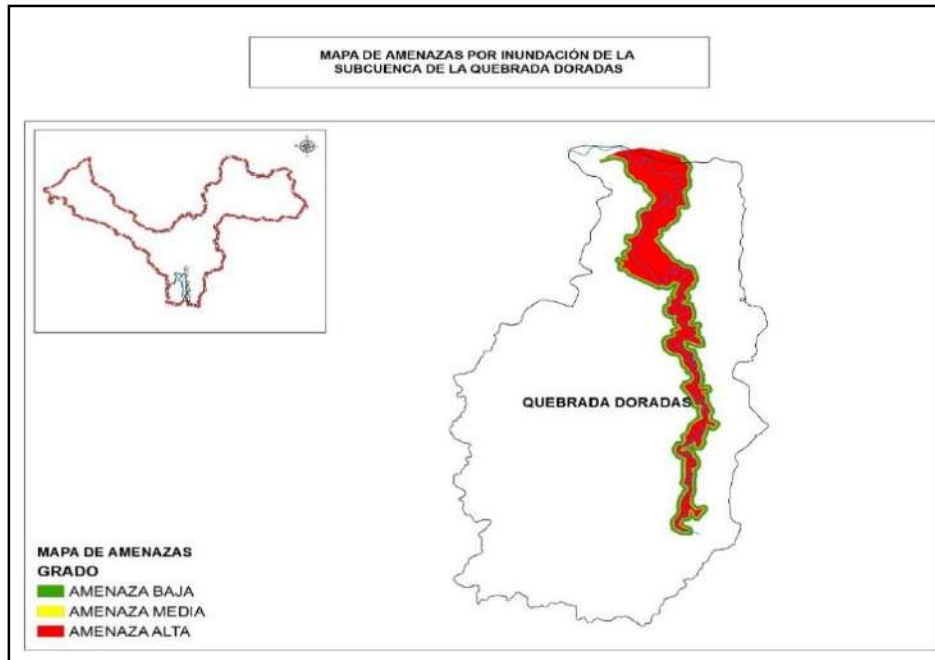 MAPA DE AMENAZAS POR INUNDACIÓN DE LA
SUBCUENCA DE LA QUEBRADA DORADAS
QUEBRADA DORADAS
MAPA DE AMENAZAS
GRADO
AMENAZA BAJA
AMENAZA MEDIA
AMENAZA ALTA